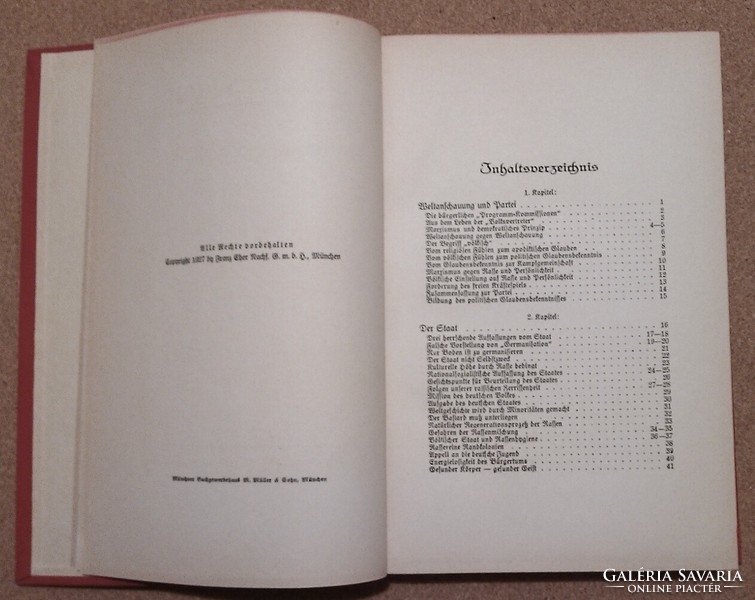 Alle Rechte vorbehalten
Copyright 1927 by Franz Eher Nachf. G. m. b. H., München
Münchner Buchgewerbehaus M. Müller & Sohn, München
Inhaltsverzeichnis
1. Kapitel:
Weltanschauung und Partei 1
Die bürgerlichen „Programm-Kommissionen“ 2
Aus dem Leben der „Volksvertreter“ 3
Marxismus und demokratisches Prinzip 4—5
Weltanschauung gegen Weltanschauung 6
Der Begriff „völkisch“ 7
Vom religiösen Fühlen zum apodiktischen Glauben 8
Vom völkischen Fühlen zum politischen Glaubensbekenntnis 9
Vom Glaubensbekenntnis zur Kampfgemeinschaft 10
Marxismus gegen Rasse und Persönlichkeit 11
Völkische Einstellung auf Rasse und Persönlichkeit 12
Forderung des freien Kräftespiels 13
Zusammenfassung zur Partei 14
Bildung des politischen Glaubensbekenntnisses 15
2. Kapitel:
Der Staat 16
Drei herrschende Auffassungen vom Staat 17—18
Falsche Vorstellung von „Germanisation“ 19—20
Nur Boden ist zu germanisieren 21
Der Staat nicht Selbstzweck 22
Kulturelle Höhe durch Rasse bedingt 23
Nationalsozialistische Auffassung des Staates 24—25
Gesichtspunkte für Beurteilung des Staates 26
Folgen unserer rassischen Zerrissenheit 27—28
Mission des deutschen Volkes 29
Aufgabe des deutschen Staates 30
Weltgeschichte wird durch Minoritäten gemacht 31
Der Bastard muß unterliegen 32
Natürlicher Regenerationsprozeß der Rassen 33
Gefahren der Rassenmischung 34—35
Völkischer Staat und Rassenhygiene 36—37
Rassereine Randkolonien 38
Appell an die deutsche Jugend 39
Energielosigkeit des Bürgertums 40
Gesunder Körper — gesunder Geist 41
GALÉRIA SAVARIA
ONLINE PIACTÉR